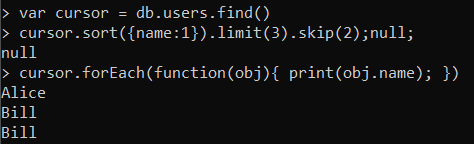 > var cursor = db.users.find()
> cursor.sort({name:1}).limit(3).skip(2);null;
null
> cursor.forEach(function(obj){ print(obj.name); })
Alice
Bill
Bill